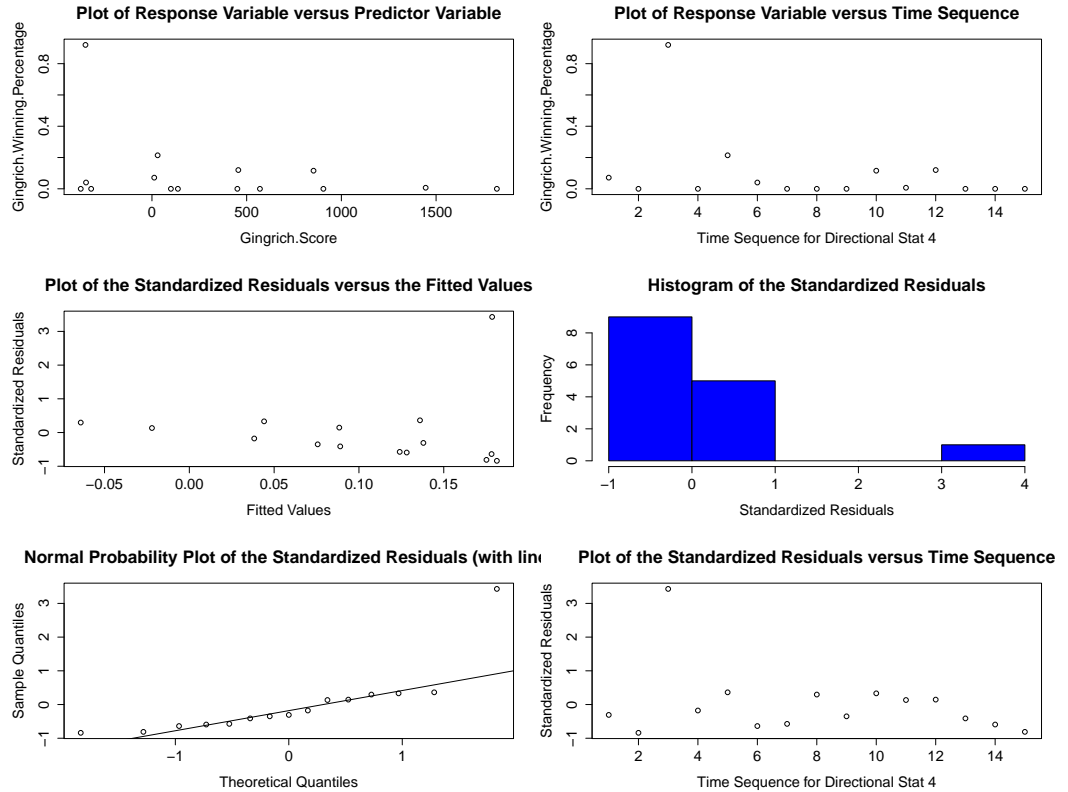 Plot of Response Variable versus Predictor Variable
Gingrich.Winning.Percentage
0.8
0.4
0.0
0 500 1000 1500
Gingrich.Score
Plot of Response Variable versus Time Sequence
Gingrich.Winning.Percentage
0.8
0.4
0.0
2 4 6 8 10 12 14
Time Sequence for Directional Stat 4
Plot of the Standardized Residuals versus the Fitted Values
Standardized Residuals
3
2
1
0
−1
−0.05 0.00 0.05 0.10 0.15
Fitted Values
Histogram of the Standardized Residuals
Frequency
8
6
4
2
0
−1 0 1 2 3 4
Standardized Residuals
Normal Probability Plot of the Standardized Residuals (with line
Sample Quantiles
3
2
1
0
−1
−1 0 1
Theoretical Quantiles
Plot of the Standardized Residuals versus Time Sequence
Standardized Residuals
3
2
1
0
−1
2 4 6 8 10 12 14
Time Sequence for Directional Stat 4